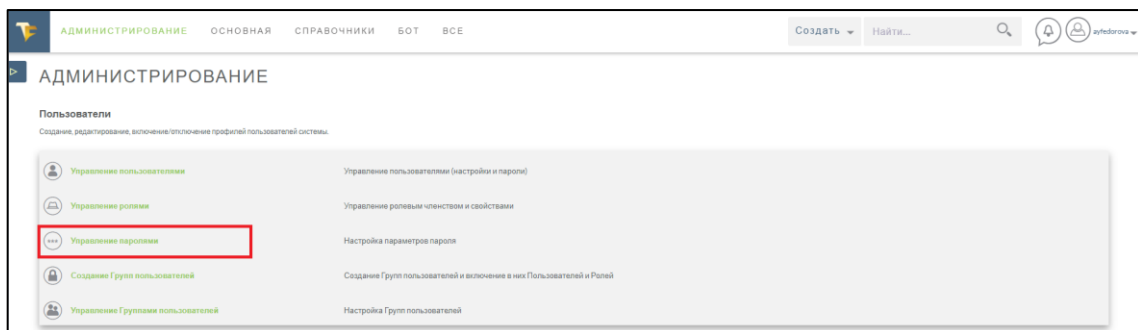 АДМИНИСТРИРОВАНИЕ ОСНОВНАЯ СПРАВОЧНИКИ БОТ ВСЕ Создать Найти... ayfedorova
АДМИНИСТРИРОВАНИЕ
Пользователи
Создание, редактирование, включение/отключение профилей пользователей системы.
Управление пользователями Управление пользователями (настройки и пароли)
Управление ролями Управление ролевым членством и свойствами
Управление паролями Настройка параметров пароля
Создание Групп пользователей Создание Групп пользователей и включение в них Пользователей и Ролей
Управление Группами пользователей Настройка Групп пользователей